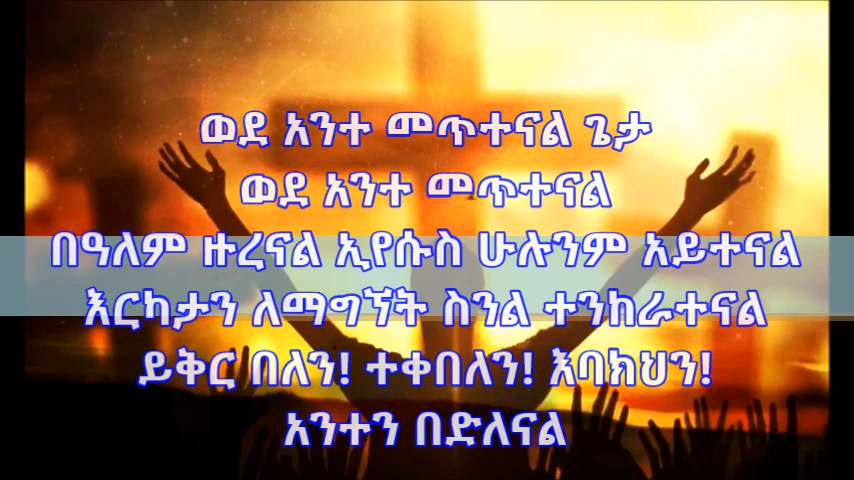 ወደ አንተ መጥተናል ጌታ
ወደ አንተ መጥተናል
በዓለም ዙረናል ኢየሱስ ሁሉንም አይተናል
እርካታን ለማግኘት ስንል ተንከራተናል
ይቅር በለን! ተቀበለን! እባክህን!
አንተን በድለናል